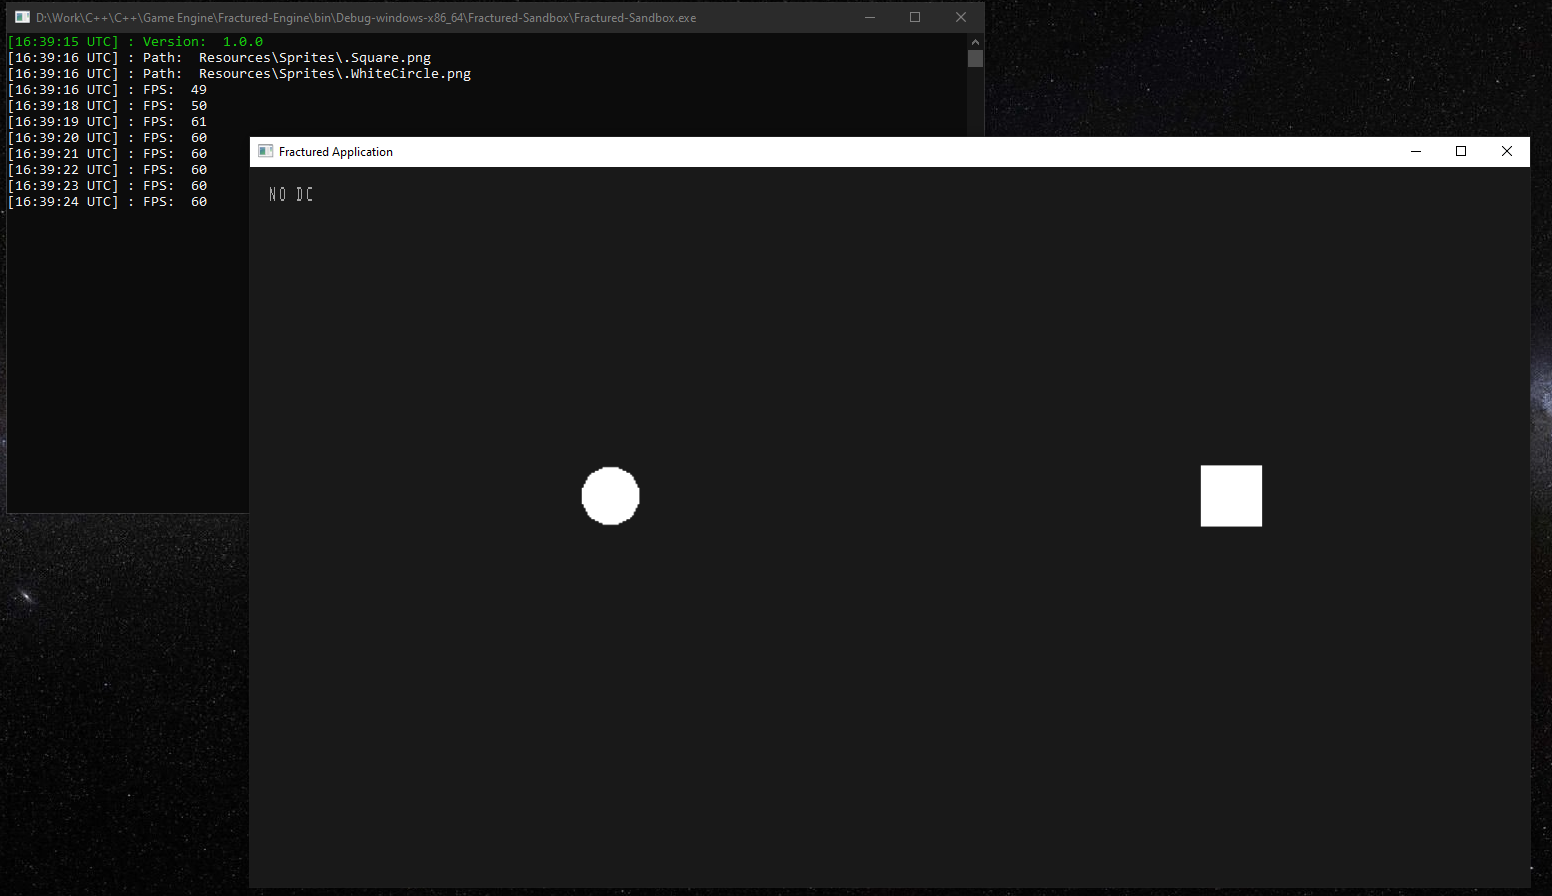 D:\Work\C++\C++\Game Engine\Fractured-Engine\bin\Debug-windows-x86_64\Fractured-Sandbox\Fractured-Sandbox.exe
[16:39:15 UTC] : Version:  1.0.0
[16:39:16 UTC] : Path:  Resources\Sprites\.Square.png
[16:39:16 UTC] : Path:  Resources\Sprites\.WhiteCircle.png
[16:39:16 UTC] : FPS:  49
[16:39:18 UTC] : FPS:  50
[16:39:19 UTC] : FPS:  61
[16:39:20 UTC] : FPS:  60
[16:39:21 UTC] : FPS:  60
[16:39:22 UTC] : FPS:  60
[16:39:23 UTC] : FPS:  60
[16:39:24 UTC] : FPS:  60
Fractured Application
NO DC